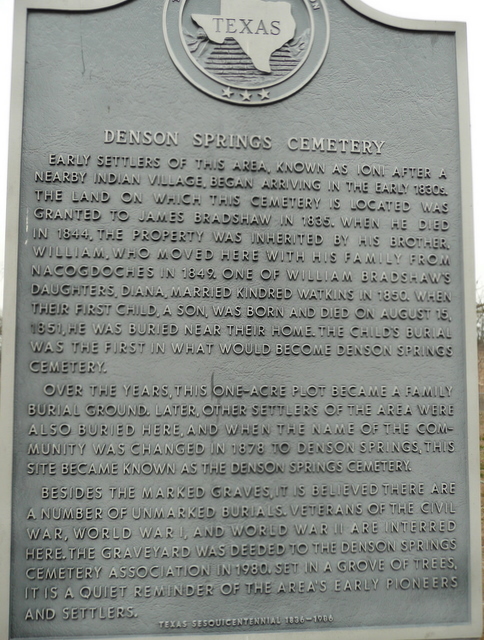 TEXAS
DENSON SPRINGS CEMETERY
EARLY SETTLERS OF THIS AREA, KNOWN AS IONI AFTER A
NEARBY INDIAN VILLAGE, BEGAN ARRIVING IN THE EARLY 1830s.
THE LAND ON WHICH THIS CEMETERY IS LOCATED WAS
GRANTED TO JAMES BRADSHAW IN 1835. WHEN HE DIED
IN 1844, THE PROPERTY WAS INHERITED BY HIS BROTHER,
WILLIAM, WHO MOVED HERE WITH HIS FAMILY FROM
NACOGDOCHES IN 1849. ONE OF WILLIAM BRADSHAW'S
DAUGHTERS, DIANA, MARRIED KINDRED WATKINS IN 1850. WHEN
THEIR FIRST CHILD, A SON, WAS BORN AND DIED ON AUGUST 15,
1851, HE WAS BURIED NEAR THEIR HOME. THE CHILD'S BURIAL
WAS THE FIRST IN WHAT WOULD BECOME DENSON SPRINGS
CEMETERY.
OVER THE YEARS, THIS ONE-ACRE PLOT BECAME A FAMILY
BURIAL GROUND. LATER, OTHER SETTLERS OF THE AREA WERE
ALSO BURIED HERE, AND WHEN THE NAME OF THE COM-
MUNITY WAS CHANGED IN 1878 TO DENSON SPRINGS, THIS
SITE BECAME KNOWN AS THE DENSON SPRINGS CEMETERY.
BESIDES THE MARKED GRAVES, IT IS BELIEVED THERE ARE
A NUMBER OF UNMARKED BURIALS. VETERANS OF THE CIVIL
WAR, WORLD WAR I, AND WORLD WAR II ARE INTERRED
HERE. THE GRAVEYARD WAS DEEDED TO THE DENSON SPRINGS
CEMETERY ASSOCIATION IN 1980. SET IN A GROVE OF TREES,
IT IS A QUIET REMINDER OF THE AREA'S EARLY PIONEERS
AND SETTLERS.
TEXAS SESQUICENTENNIAL 1836-1986